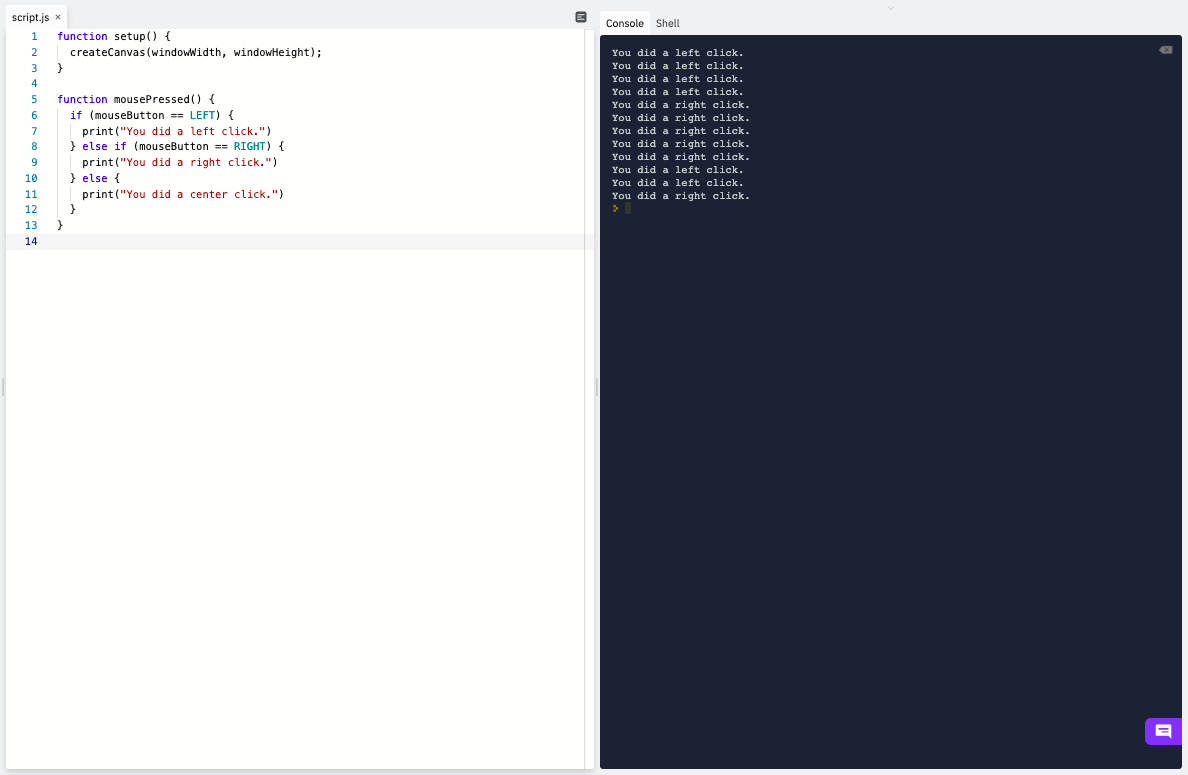 script.js ×
1 function setup() {
2 createCanvas(windowWidth, windowHeight);
3 }
4
5 function mousePressed() {
6 if (mouseButton == LEFT) {
7 print("You did a left click.")
8 } else if (mouseButton == RIGHT) {
9 print("You did a right click.")
10 } else {
11 print("You did a center click.")
12 }
13 }
14
Console Shell
You did a left click.
You did a left click.
You did a left click.
You did a left click.
You did a right click.
You did a right click.
You did a right click.
You did a right click.
You did a right click.
You did a left click.
You did a left click.
You did a right click.